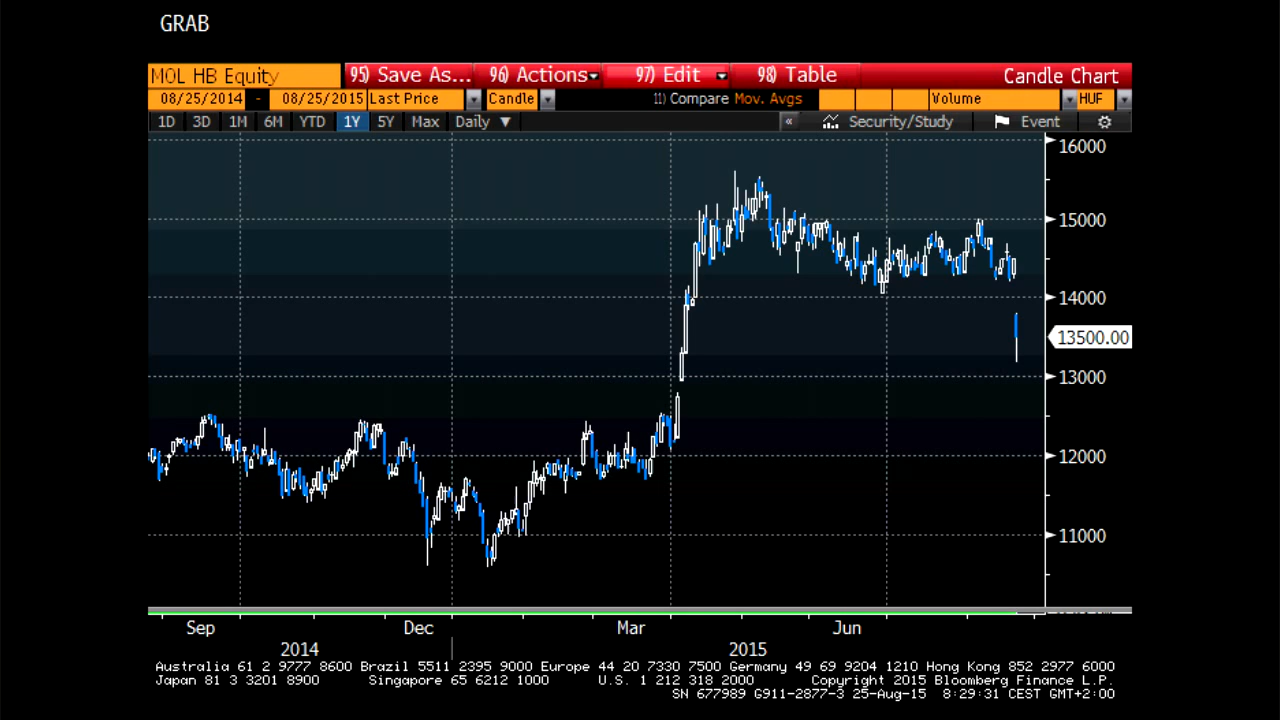 GRAB
MOL HB Equity 95) Save As... 96) Actions 97) Edit 98) Table Candle Chart
08/25/2014 - 08/25/2015 Last Price Candle 11) Compare Mov. Avgs Volume HUF
1D 3D 1M 6M YTD 1Y 5Y Max Daily ▼ « Security/Study Event
16000
15000
14000
13500.00
13000
12000
11000
Sep Dec Mar Jun
2014 2015
Australia 61 2 9777 8600 Brazil 5511 2395 9000 Europe 44 20 7330 7500 Germany 49 69 9204 1210 Hong Kong 852 2977 6000
Japan 81 3 3201 8900 Singapore 65 6212 1000 U.S. 1 212 318 2000 Copyright 2015 Bloomberg Finance L.P.
SN 677989 G911-2877-3 25-Aug-15 8:29:31 CEST GMT+2:00